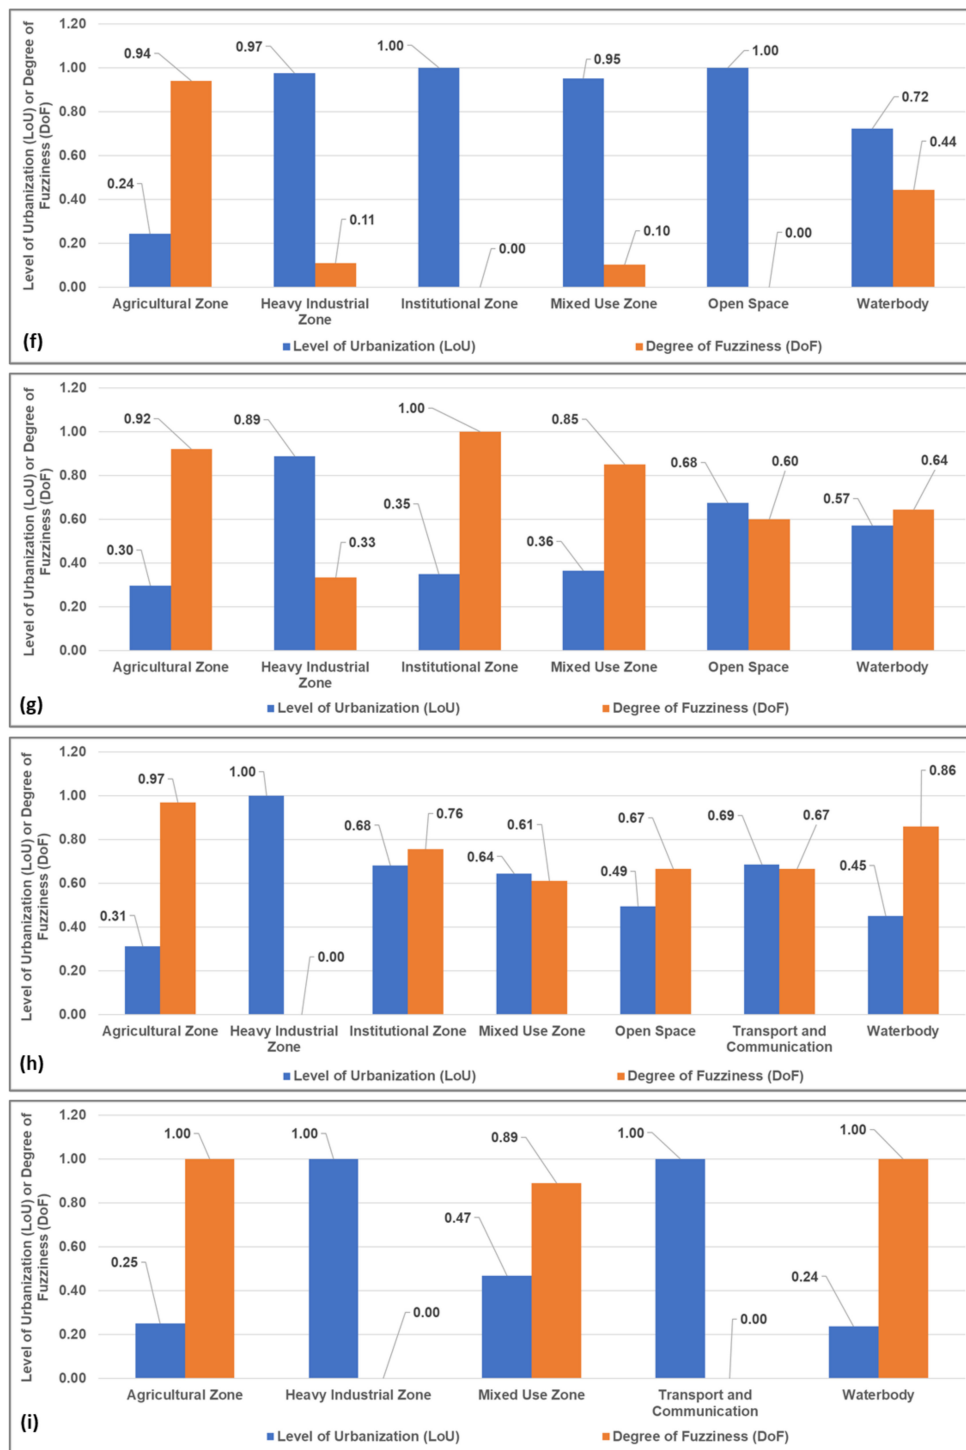 Level of Urbanization (LoU) or Degree of
Fuzziness (DoF)
1.20
1.00
0.80
0.60
0.40
0.20
0.00
0.24
0.94
0.97
0.11
1.00
0.00
0.95
0.10
1.00
0.00
0.72
0.44
Agricultural Zone
Heavy Industrial
Zone
Institutional Zone
Mixed Use Zone
Open Space
Waterbody
(f)
Level of Urbanization (LoU)
Degree of Fuzziness (DoF)
Level of Urbanization (LoU) or Degree of
Fuzziness (DoF)
1.20
1.00
0.80
0.60
0.40
0.20
0.00
0.30
0.92
0.89
0.33
0.35
1.00
0.36
0.85
0.68
0.60
0.57
0.64
Agricultural Zone
Heavy Industrial
Zone
Institutional Zone
Mixed Use Zone
Open Space
Waterbody
(g)
Level of Urbanization (LoU)
Degree of Fuzziness (DoF)
Level of Urbanization (LoU) or Degree of
Fuzziness (DoF)
1.20
1.00
0.80
0.60
0.40
0.20
0.00
0.31
0.97
1.00
0.00
0.68
0.76
0.64
0.61
0.49
0.67
0.69
0.67
0.45
0.86
Agricultural Zone
Heavy Industrial
Zone
Institutional Zone
Mixed Use Zone
Open Space
Transport and
Communication
Waterbody
(h)
Level of Urbanization (LoU)
Degree of Fuzziness (DoF)
Level of Urbanization (LoU) or Degree of
Fuzziness (DoF)
1.20
1.00
0.80
0.60
0.40
0.20
0.00
0.25
1.00
1.00
0.00
0.47
0.89
1.00
0.00
0.24
1.00
Agricultural Zone
Heavy Industrial Zone
Mixed Use Zone
Transport and
Communication
Waterbody
(i)
Level of Urbanization (LoU)
Degree of Fuzziness (DoF)